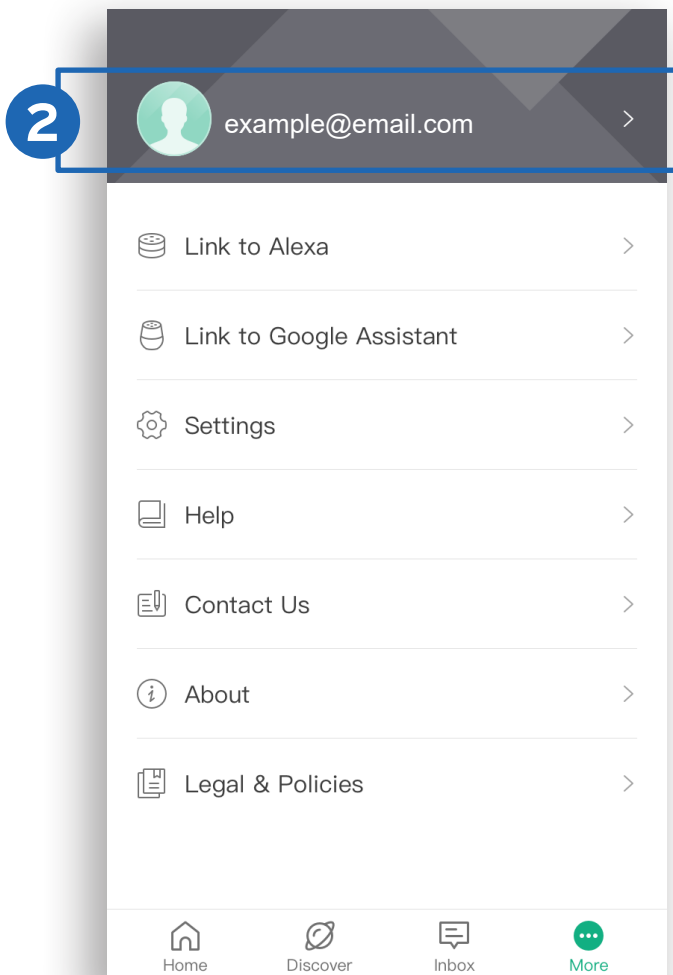 2
example@email.com
Link to Alexa
Link to Google Assistant
Settings
Help
Contact Us
About
Legal & Policies
Home Discover Inbox More